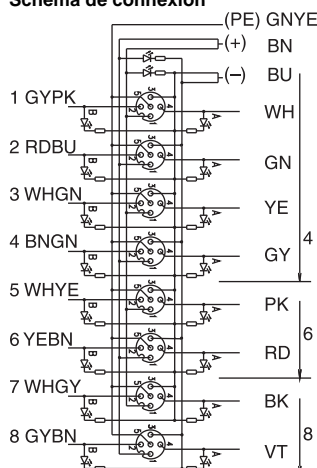 Schéma de connexion
(PE) GNYE
(+) BN
(−) BU
1 GYPK WH
2 RDBU GN
3 WHGN YE
4 BNGN GY
4
5 WHYE PK
6 YEBN RD
6
7 WHGY BK
8 GYBN VT
8